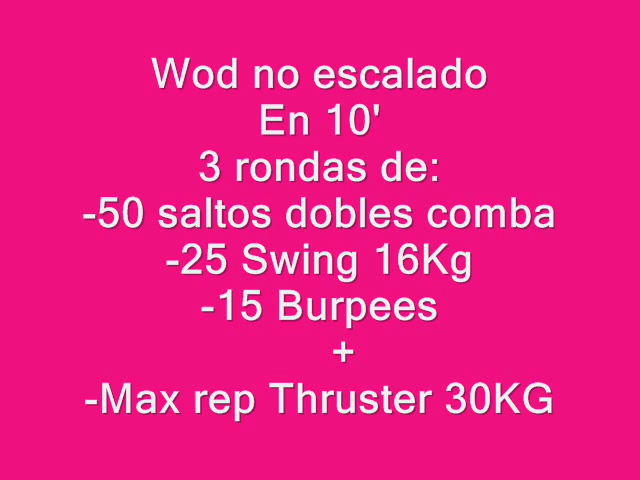 Wod no escalado
En 10'
3 rondas de:
-50 saltos dobles comba
-25 Swing 16Kg
-15 Burpees
+
-Max rep Thruster 30KG